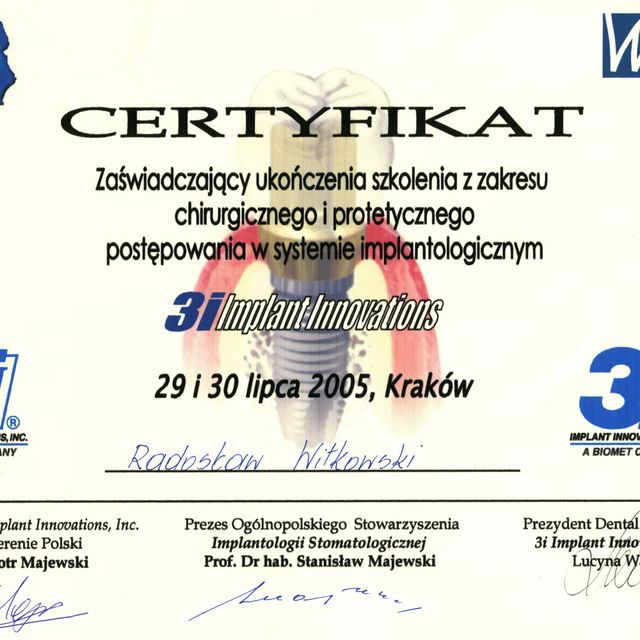 W
CERTYFIKAT
Zaświadczający ukończenia szkolenia z zakresu
chirurgicznego i protetycznego
postępowania w systemie implantologicznym
3i Implant Innovations
29 i 30 lipca 2005, Kraków
®
NS, INC.
ANY
3i
IMPLANT INNOV
A BIOMET C
Radosław Witkowski
plant Innovations, Inc.
erenie Polski
otr Majewski
Prezes Ogólnopolskiego Stowarzyszenia
Implantologii Stomatologicznej
Prof. Dr hab. Stanisław Majewski
Prezydent Dental
3i Implant Inno
Lucyna W